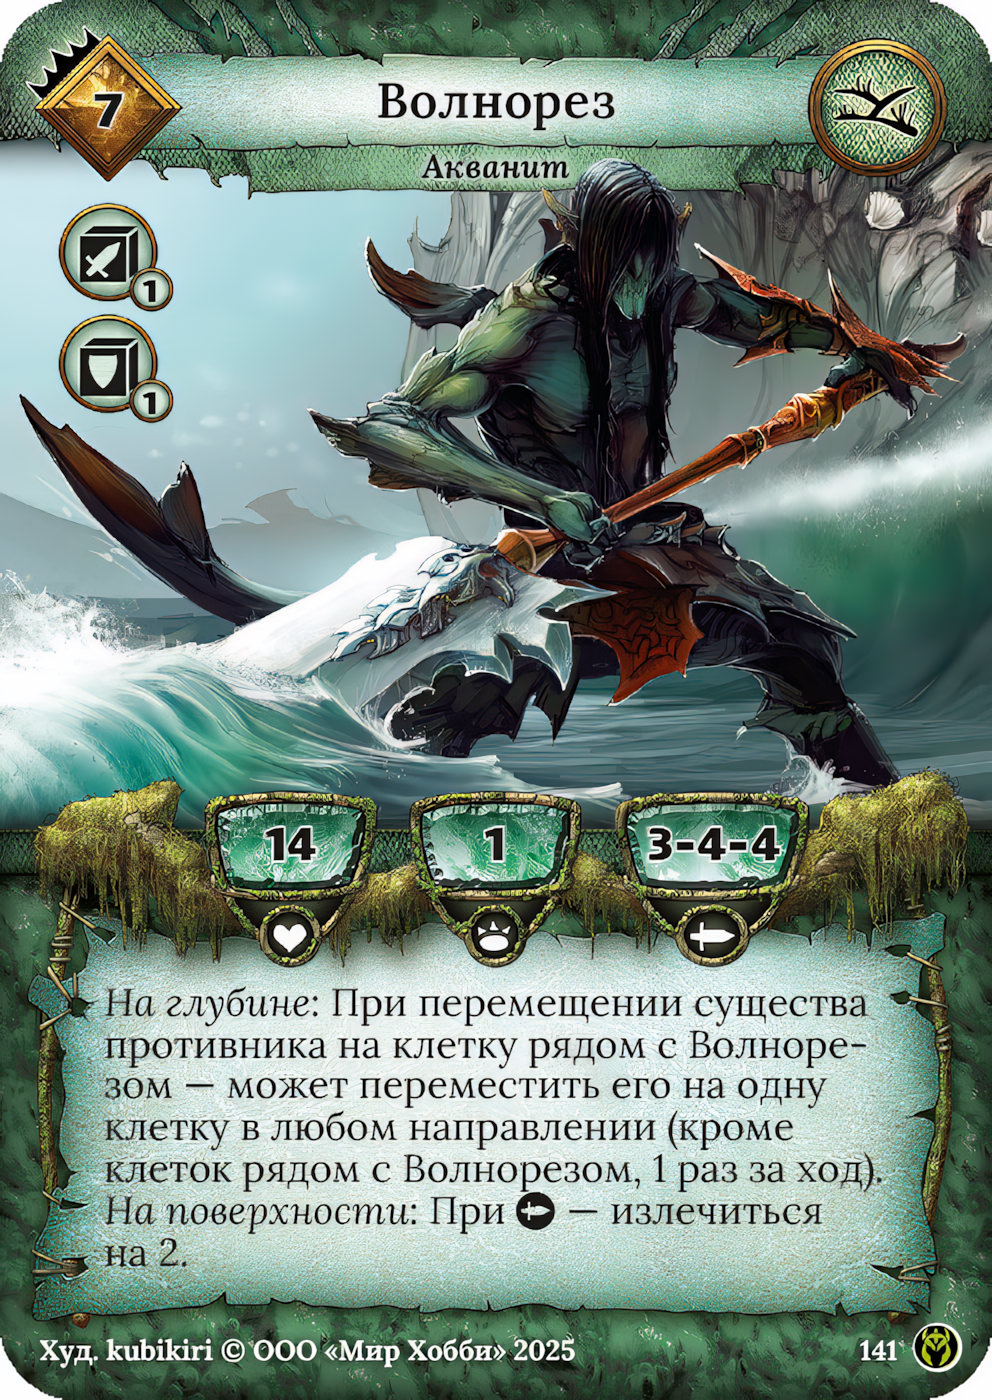 7
Волнорез
Акванит
1
1
14
1
3-4-4
На глубине: При перемещении существа
противника на клетку рядом с Волноре-
зом — может переместить его на одну
клетку в любом направлении (кроме
клеток рядом с Волнорезом, 1 раз за ход).
На поверхности: При — излечиться
на 2.
Худ. kubikiri © ООО «Мир Хобби» 2025
141